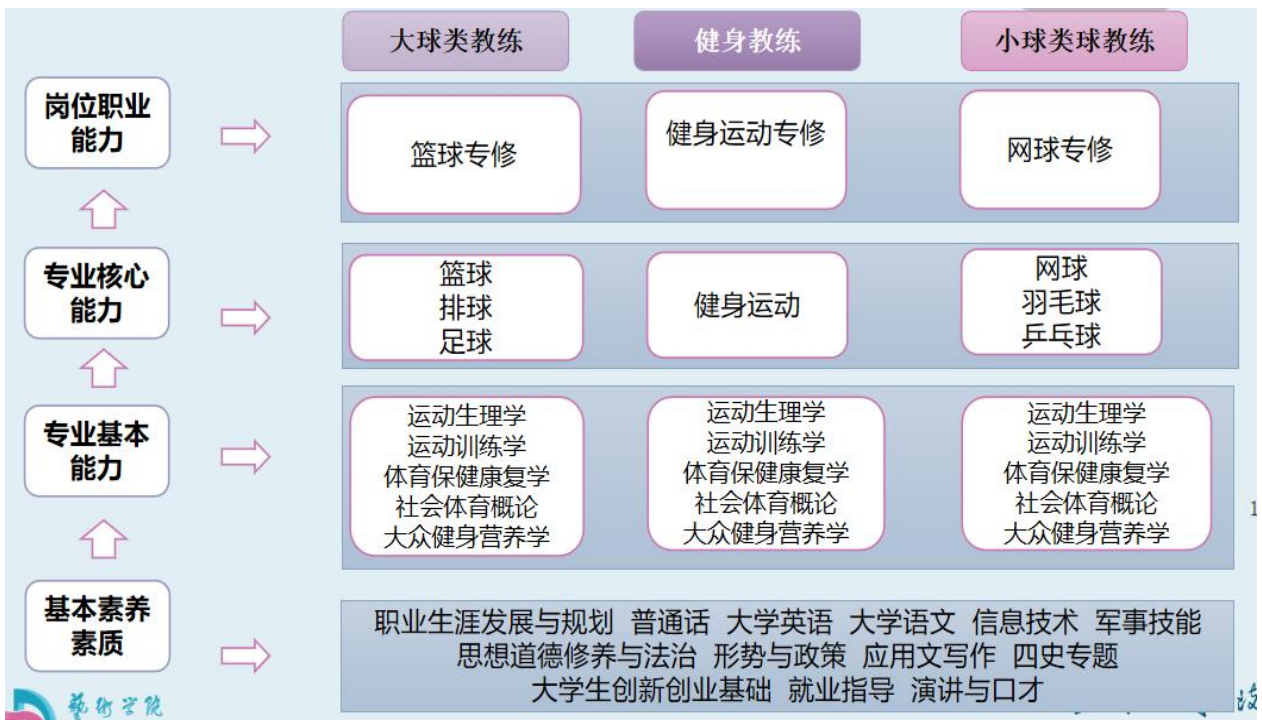 大球类教练
健身教练
小球类球教练
岗位职业
能力
篮球专修
健身运动专修
网球专修
专业核心
能力
篮球
排球
足球
健身运动
网球
羽毛球
乒乓球
专业基本
能力
运动生理学
运动训练学
体育保健康复学
社会体育概论
大众健身营养学
运动生理学
运动训练学
体育保健康复学
社会体育概论
大众健身营养学
运动生理学
运动训练学
体育保健康复学
社会体育概论
大众健身营养学
1
基本素养
素质
职业生涯发展与规划 普通话 大学英语 大学语文 信息技术 军事技能
思想道德修养与法治 形势与政策 应用文写作 四史专题
大学生创新创业基础 就业指导 演讲与口才
藝術学院